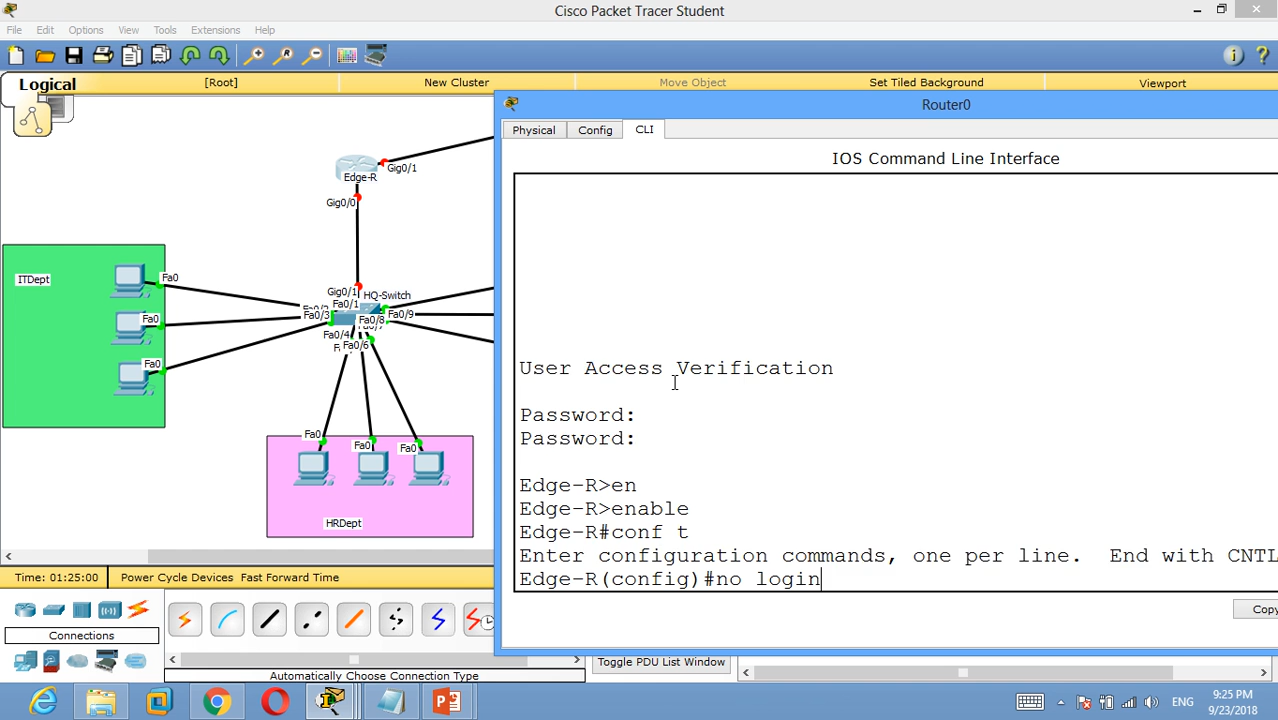 Cisco Packet Tracer Student
File Edit Options View Tools Extensions Help
Logical
[Root]
New Cluster
Move Object
Set Tiled Background
Viewport
Router0
Physical Config CLI
IOS Command Line Interface
Edge-R
Gig0/1
Gig0/0
ITDept
Fa0
Fa0
Fa0
Gig0/1
HQ-Switch
Fa0/1
Fa0/3
Fa0/8
Fa0/9
Fa0/4
Fa0/6
Fa0
Fa0
Fa0
HRDept
User Access Verification
Password:
Password:
Edge-R>en
Edge-R>enable
Edge-R#conf t
Enter configuration commands, one per line. End with CNTL
Edge-R(config)#no login
Copy
Time: 01:25:00 Power Cycle Devices Fast Forward Time
Connections
Automatically Choose Connection Type
Toggle PDU List Window
ENG
9:25 PM
9/23/2018